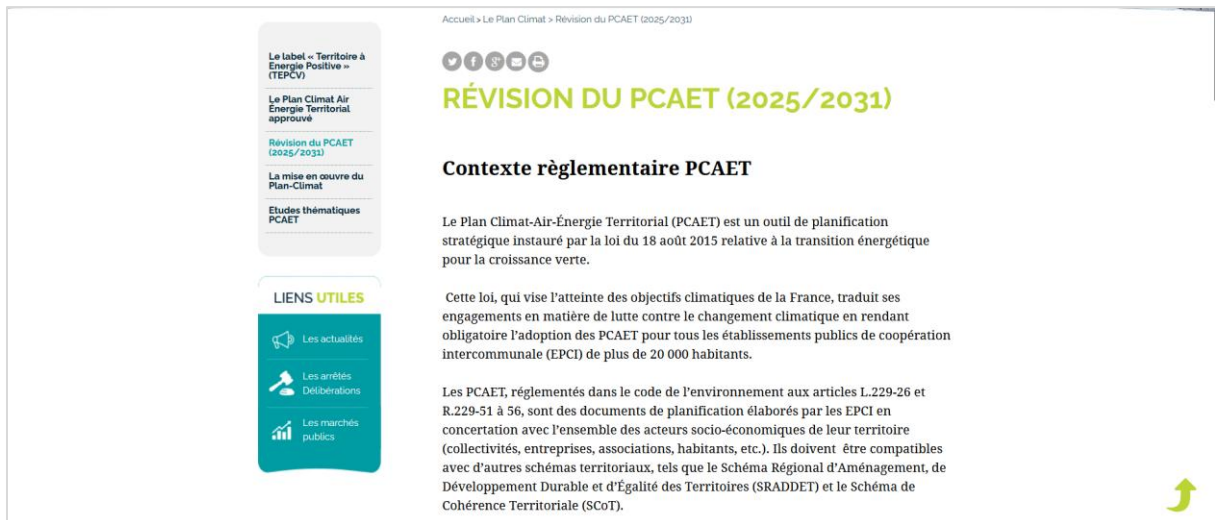 Accueil > Le Plan Climat > Révision du PCAET (2025/2031)
Le label « Territoire à
Energie Positive »
(TEPCV)
Le Plan Climat Air
Énergie Territorial
approuvé
Révision du PCAET
(2025/2031)
La mise en œuvre du
Plan-Climat
Etudes thématiques
PCAET
LIENS UTILES
Les actualités
Les arrêtés
Délibérations
Les marchés
publics
RÉVISION DU PCAET (2025/2031)
Contexte règlementaire PCAET
Le Plan Climat-Air-Énergie Territorial (PCAET) est un outil de planification
stratégique instauré par la loi du 18 août 2015 relative à la transition énergétique
pour la croissance verte.
Cette loi, qui vise l’atteinte des objectifs climatiques de la France, traduit ses
engagements en matière de lutte contre le changement climatique en rendant
obligatoire l’adoption des PCAET pour tous les établissements publics de coopération
intercommunale (EPCI) de plus de 20 000 habitants.
Les PCAET, réglementés dans le code de l’environnement aux articles L.229-26 et
R.229-51 à 56, sont des documents de planification élaborés par les EPCI en
concertation avec l’ensemble des acteurs socio-économiques de leur territoire
(collectivités, entreprises, associations, habitants, etc.). Ils doivent être compatibles
avec d’autres schémas territoriaux, tels que le Schéma Régional d’Aménagement, de
Développement Durable et d’Égalité des Territoires (SRADDET) et le Schéma de
Cohérence Territoriale (SCoT).